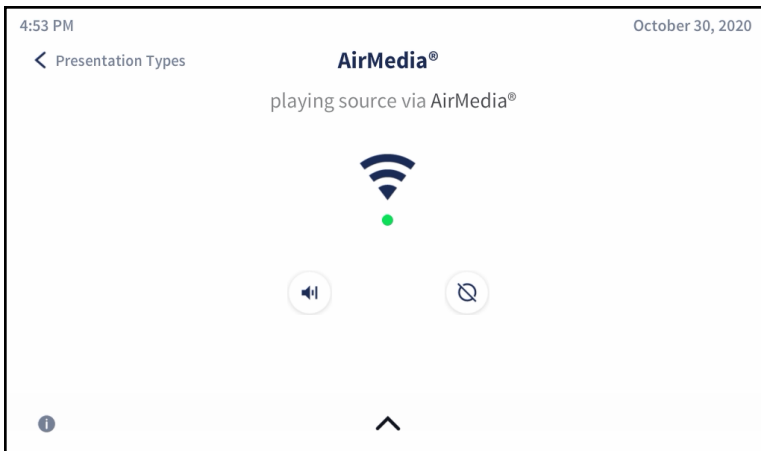 4:53 PM
October 30, 2020
Presentation Types
AirMedia®
playing source via AirMedia®